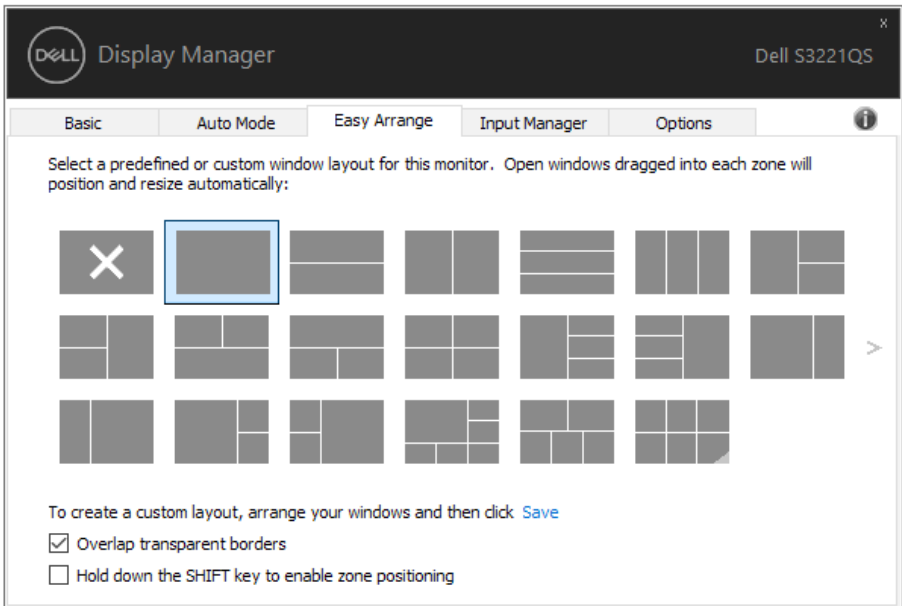 x
DELL Display Manager
Dell S3221QS
Basic Auto Mode Easy Arrange Input Manager Options
Select a predefined or custom window layout for this monitor. Open windows dragged into each zone will
position and resize automatically:
>
To create a custom layout, arrange your windows and then click Save
Overlap transparent borders
Hold down the SHIFT key to enable zone positioning